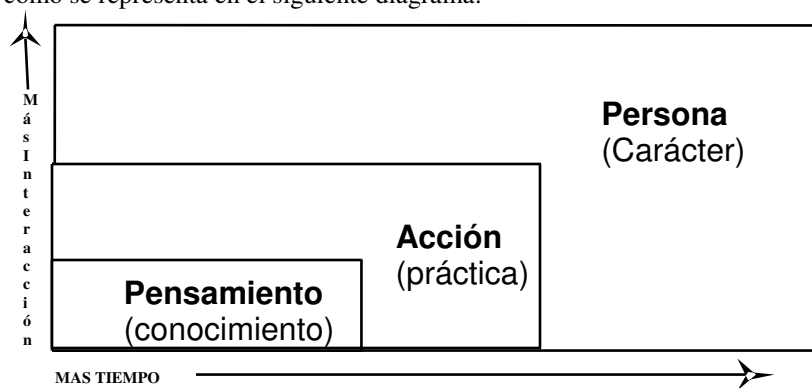 como se representa en el siguiente diagrama:
Más Interacción
Persona
(Carácter)
Acción
(práctica)
Pensamiento
(conocimiento)
MAS TIEMPO